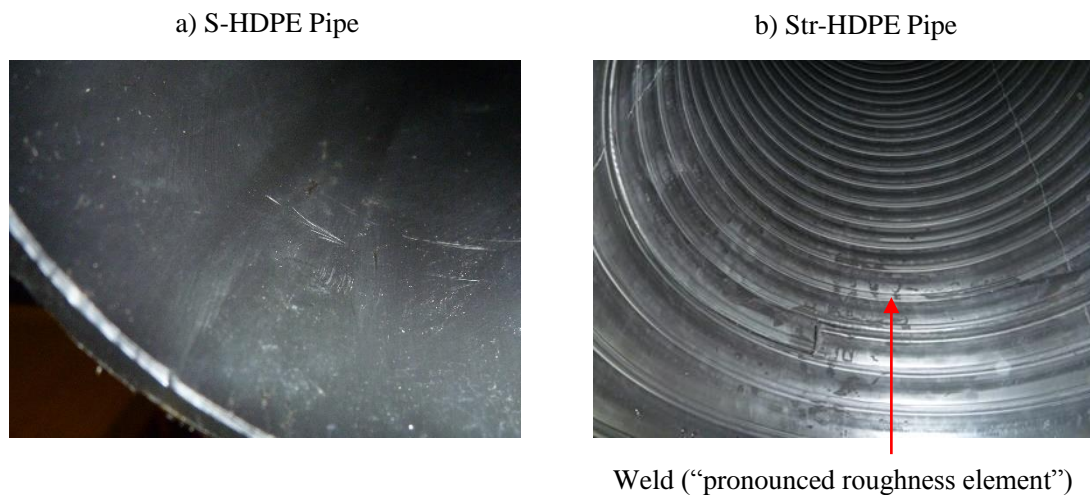 a) S-HDPE Pipe
b) Str-HDPE Pipe
Weld (“pronounced roughness element”)